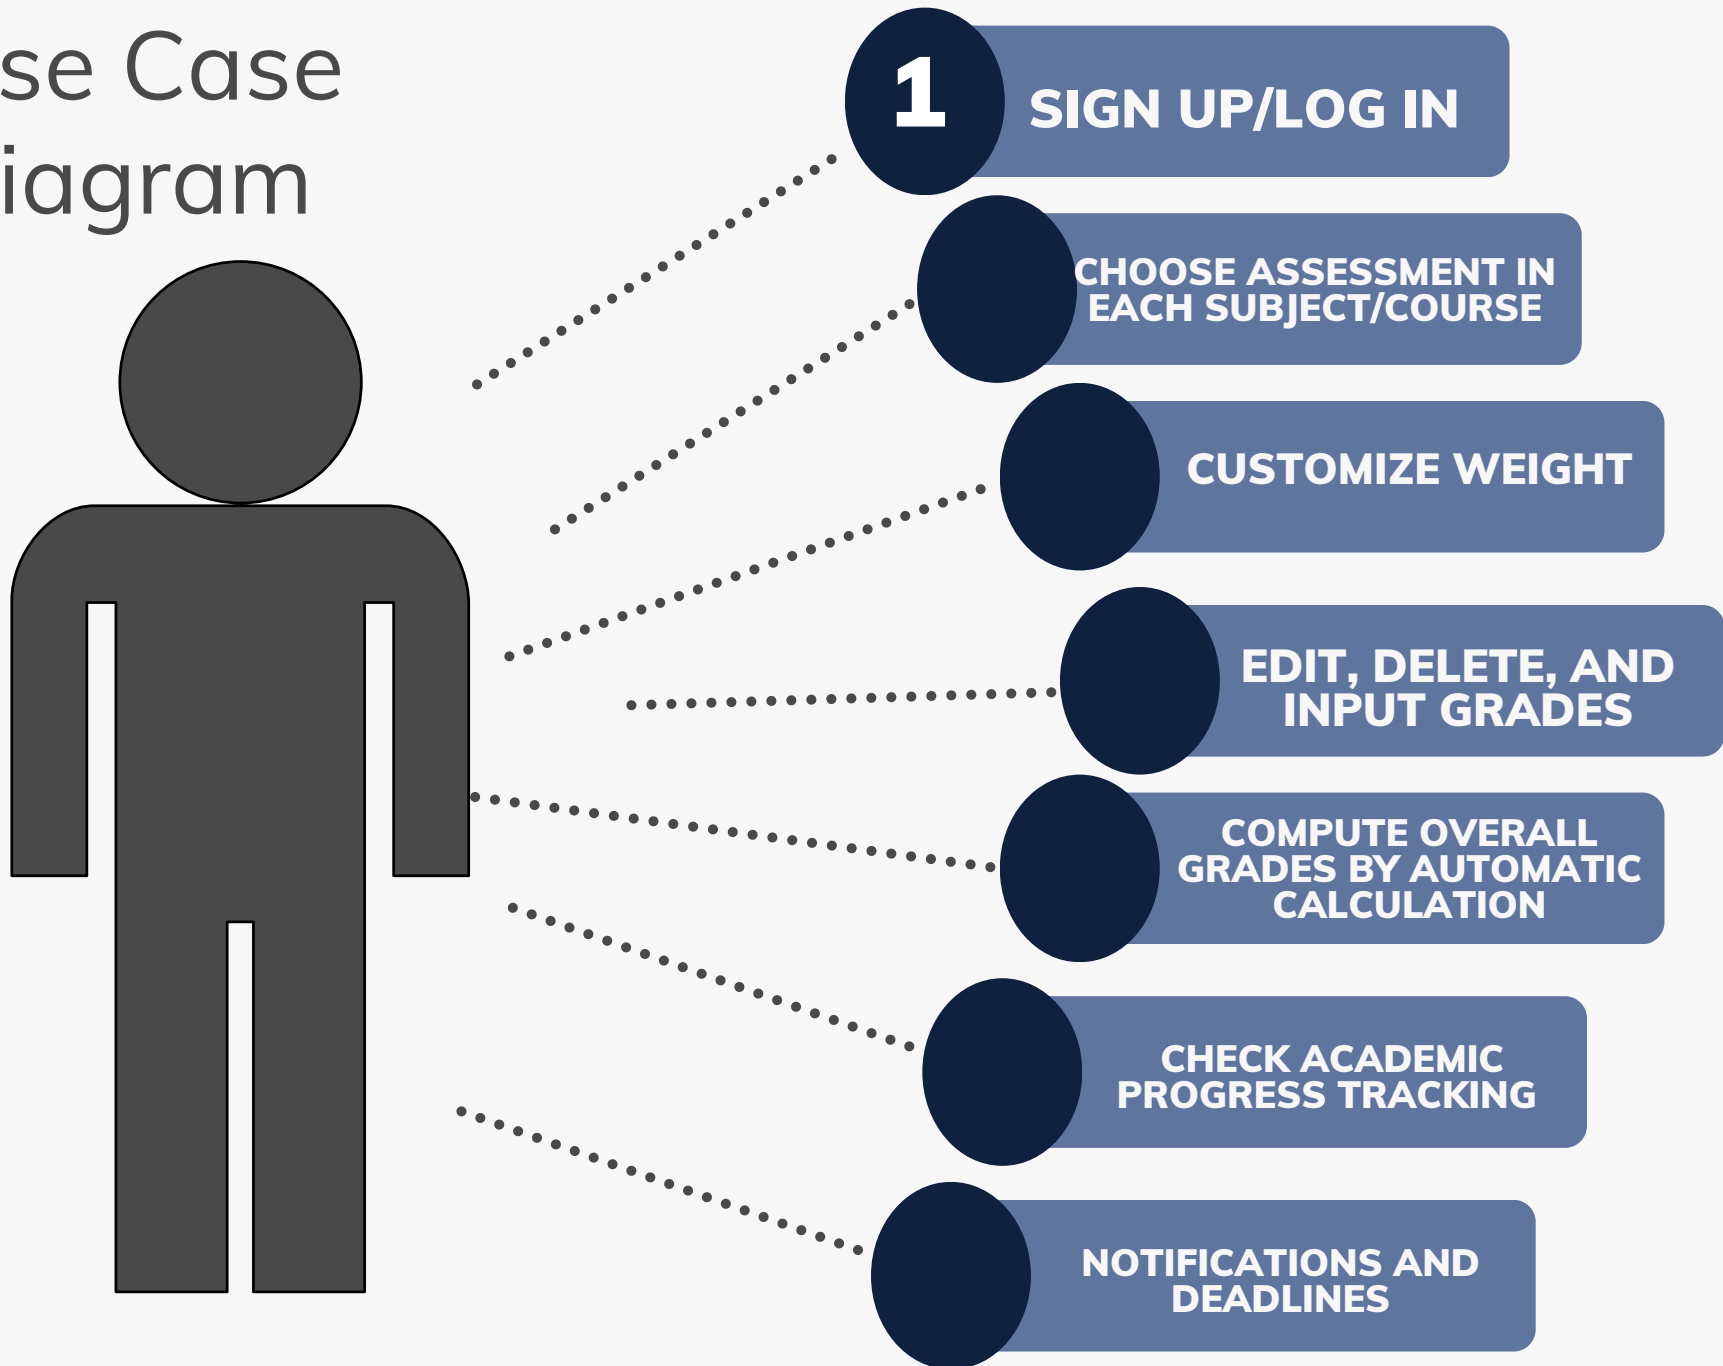 se Case
iagram
1
SIGN UP/LOG IN
CHOOSE ASSESSMENT IN
EACH SUBJECT/COURSE
CUSTOMIZE WEIGHT
EDIT, DELETE, AND
INPUT GRADES
COMPUTE OVERALL
GRADES BY AUTOMATIC
CALCULATION
CHECK ACADEMIC
PROGRESS TRACKING
NOTIFICATIONS AND
DEADLINES